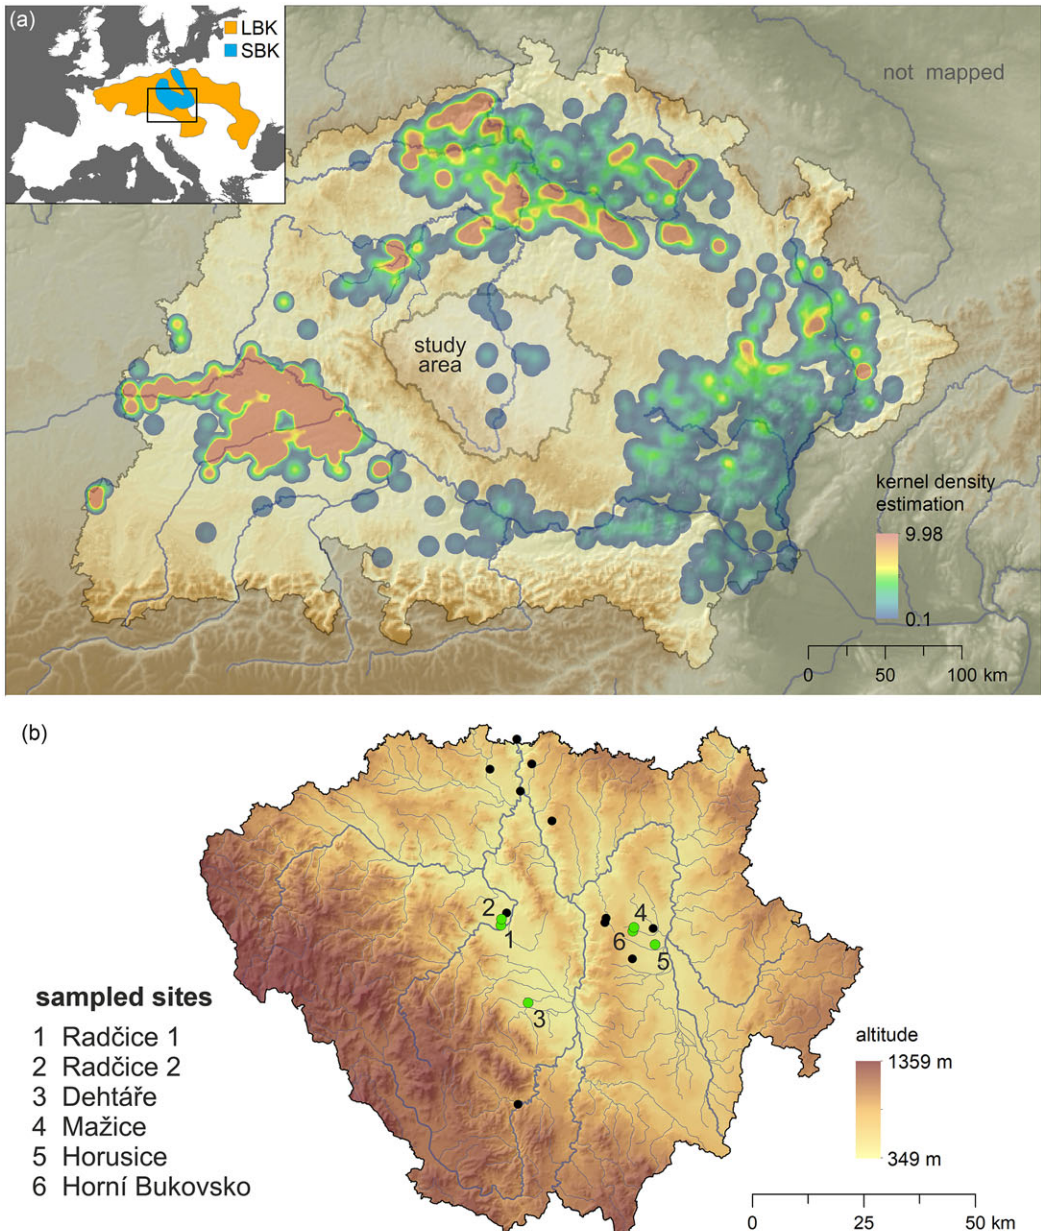 (a)
LBK
SBK
not mapped
study
area
kernel density
estimation
9.98
0.1
0 50 100 km
(b)
2
1
4
6
5
3
sampled sites
1 Radčice 1
2 Radčice 2
3 Dehtáře
4 Mažice
5 Horusice
6 Horní Bukovsko
altitude
1359 m
349 m
0 25 50 km